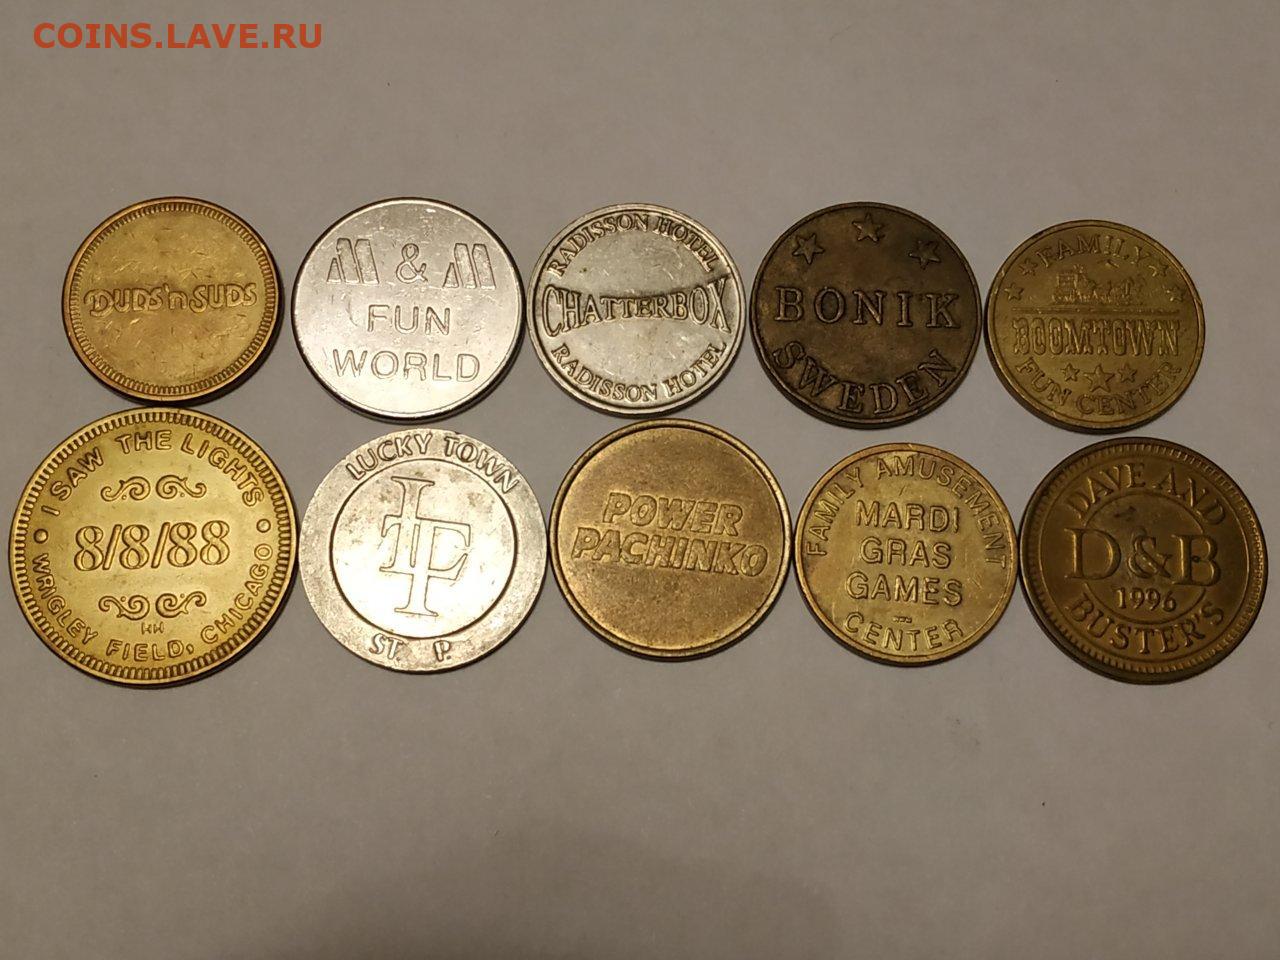 COINS.LAVE.RU
DUDS'n SUDS
M & M
FUN
WORLD
RADISSON HOTEL
CHATTERBOX
RADISSON HOTEL
BONIK
SWEDEN
FAMILY
BOOMTOWN
FUN CENTER
I SAW THE LIGHTS
8/8/88
HH
WRIGLEY FIELD, CHICAGO
LUCKY TOWN
LT
ST. P.
POWER
PACHINKO
FAMILY AMUSEMENT
MARDI
GRAS
GAMES
CENTER
DAVE AND
D&B
1996
BUSTER'S